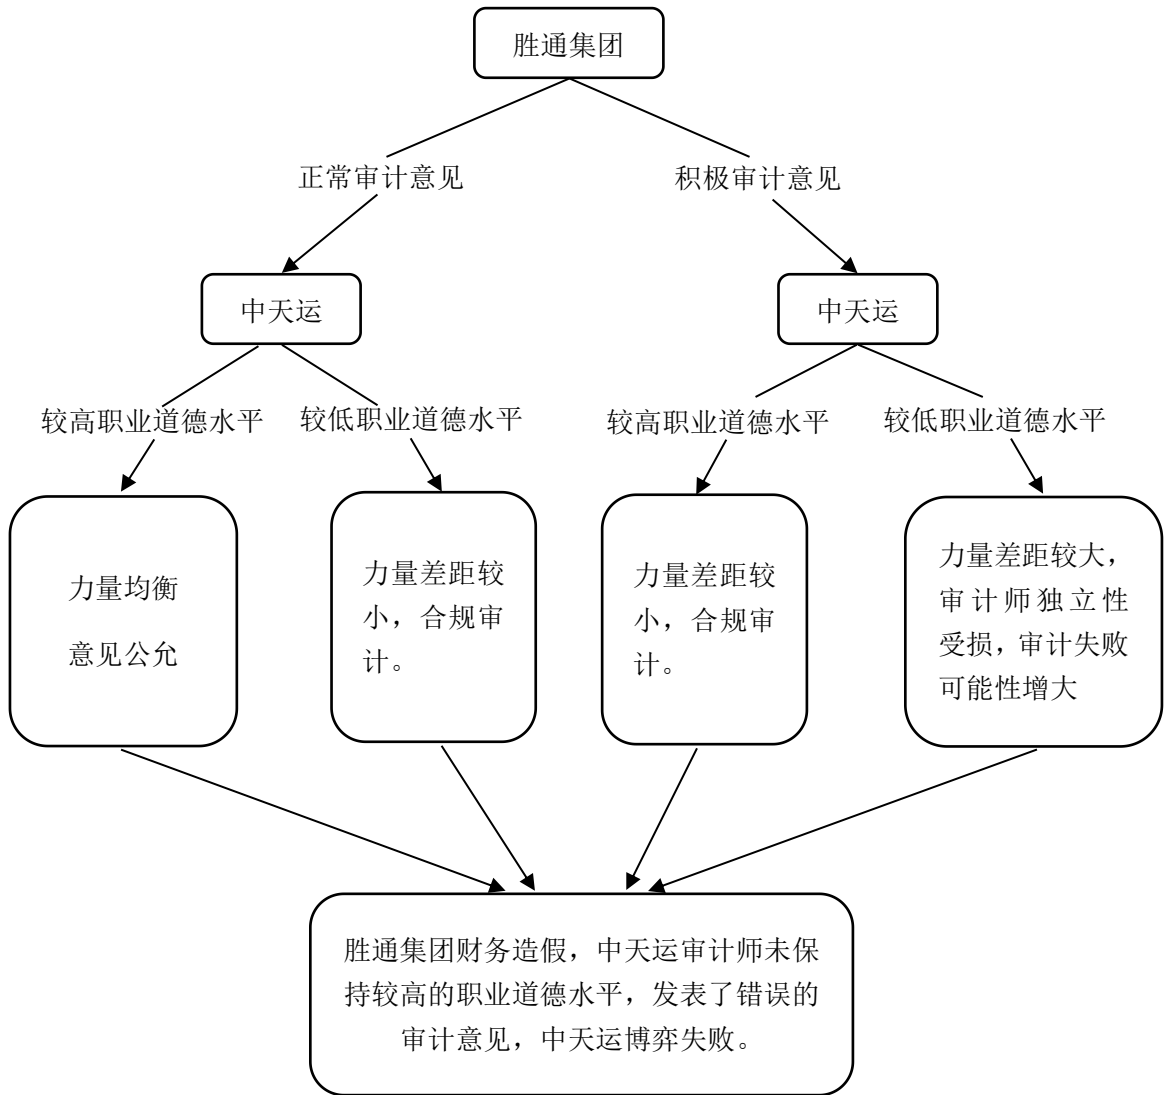 胜通集团
正常审计意见
积极审计意见
中天运
中天运
较高职业道德水平
较低职业道德水平
较高职业道德水平
较低职业道德水平
力量均衡
意见公允
力量差距较
小，合规审
计。
力量差距较
小，合规审
计。
力量差距较大，
审计师独立性
受损，审计失败
可能性增大
胜通集团财务造假，中天运审计师未保
持较高的职业道德水平，发表了错误的
审计意见，中天运博弈失败。